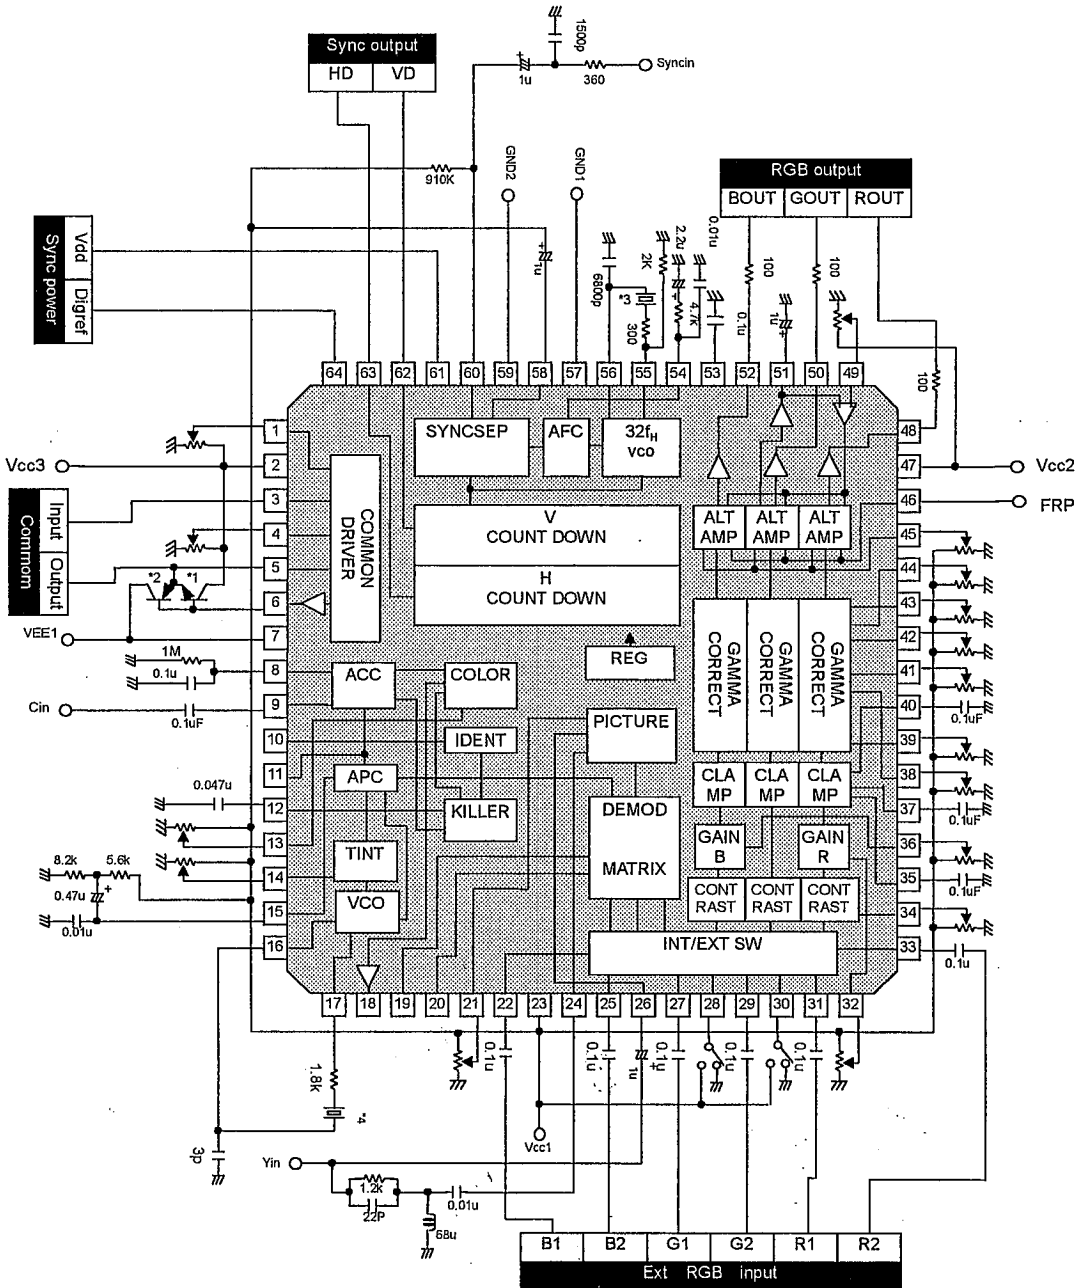 Sync output
HD VD
1500p
1u
360
Syncin
910K
GND2
GND1
RGB output
BOUT GOUT ROUT
Sync power
Vdd Digref
1u
6800p
*3
300
2K
2.2u
4.7k
0.01u
0.1u
100
1u
100
100
64 63 62 61 60 59 58 57 56 55 54 53 52 51 50 49
1
2
3
4
5
6
7
8
9
10
11
12
13
14
15
16
48
47
46
45
44
43
42
41
40
39
38
37
36
35
34
33
Vcc3
Commom
Input Output
*2 *1
VEE1
1M
0.1u
Cin
0.1uF
0.047u
8.2k
5.6k
0.47u
+
0.01u
Vcc2
FRP
0.1uF
0.1uF
0.1uF
0.1u
SYNCSEP
AFC
32fH
VCO
V
COUNT DOWN
H
COUNT DOWN
COMMON
DRIVER
REG
ALT
AMP
ALT
AMP
ALT
AMP
GAMMA
CORRECT
GAMMA
CORRECT
GAMMA
CORRECT
ACC
COLOR
IDENT
PICTURE
APC
KILLER
TINT
VCO
DEMOD
MATRIX
CLA
MP
CLA
MP
CLA
MP
GAIN
B
GAIN
R
CONT
RAST
CONT
RAST
CONT
RAST
INT/EXT SW
17 18 19 20 21 22 23 24 25 26 27 28 29 30 31 32
1.8k
*4
3p
0.1u
0.1u
1u
+
0.1u
0.1u
0.1u
Vcc1
Yin
1.2k
22P
0.01u
68u
B1 B2 G1 G2 R1 R2
Ext RGB input